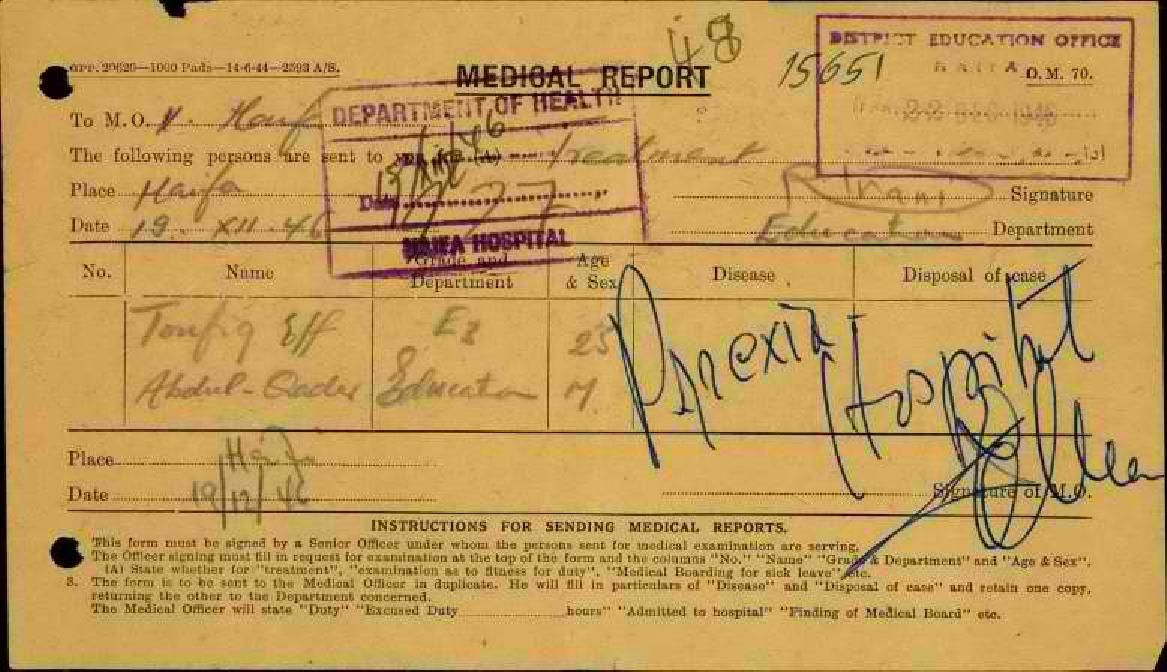 48
GPP. 20626—1000 Pads—14-6-44—2593 A/S.
MEDICAL REPORT
15651
DISTRICT EDUCATION OFFICE
HAIFA
O.M. 70.
22 DEC 1946
DEPARTMENT OF HEALTH
To M.O. Haifa
The following persons are sent to you for (A) treatment
Place Haifa
Signature
Date 19. XII. 46
Date
Education Department
HAIFA HOSPITAL
No. Name Grade and Department Age & Sex Disease Disposal of case
Toufiq Eff E3 25 Pyrexia Hospital
Abdul-Qader Education M
Place Haifa
Date 19/12/46
Signature of M.O.
INSTRUCTIONS FOR SENDING MEDICAL REPORTS.
This form must be signed by a Senior Officer under whom the persons sent for medical examination are serving.
The Officer signing must fill in request for examination at the top of the form and the columns "No." "Name" "Grade & Department" and "Age & Sex".
(A) State whether for "treatment", "examination as to fitness for duty", "Medical Boarding for sick leave" etc.
3. The form is to be sent to the Medical Officer in duplicate. He will fill in particulars of "Disease" and "Disposal of case" and retain one copy,
returning the other to the Department concerned.
The Medical Officer will state "Duty" "Excused Duty hours" "Admitted to hospital" "Finding of Medical Board" etc.